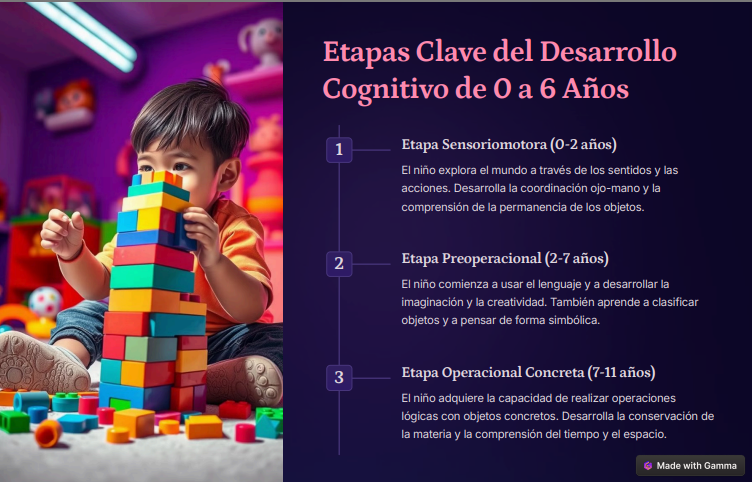 Etapas Clave del Desarrollo
Cognitivo de 0 a 6 Años
1
Etapa Sensoriomotora (0-2 años)
El niño explora el mundo a través de los sentidos y las
acciones. Desarrolla la coordinación ojo-mano y la
comprensión de la permanencia de los objetos.
2
Etapa Preoperacional (2-7 años)
El niño comienza a usar el lenguaje y a desarrollar la
imaginación y la creatividad. También aprende a clasificar
objetos y a pensar de forma simbólica.
3
Etapa Operacional Concreta (7-11 años)
El niño adquiere la capacidad de realizar operaciones
lógicas con objetos concretos. Desarrolla la conservación de
la materia y la comprensión del tiempo y el espacio.
Made with Gamma